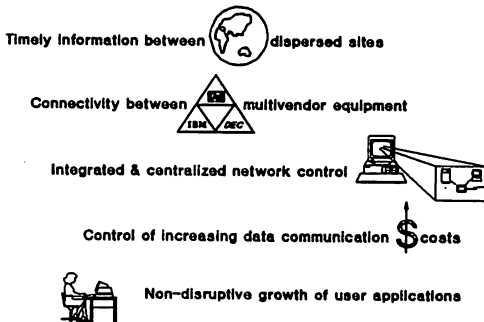 Timely information between dispersed sites
Connectivity between multivendor equipment
IBM DEC
Integrated & centralized network control
Control of increasing data communication $ costs
Non-disruptive growth of user applications